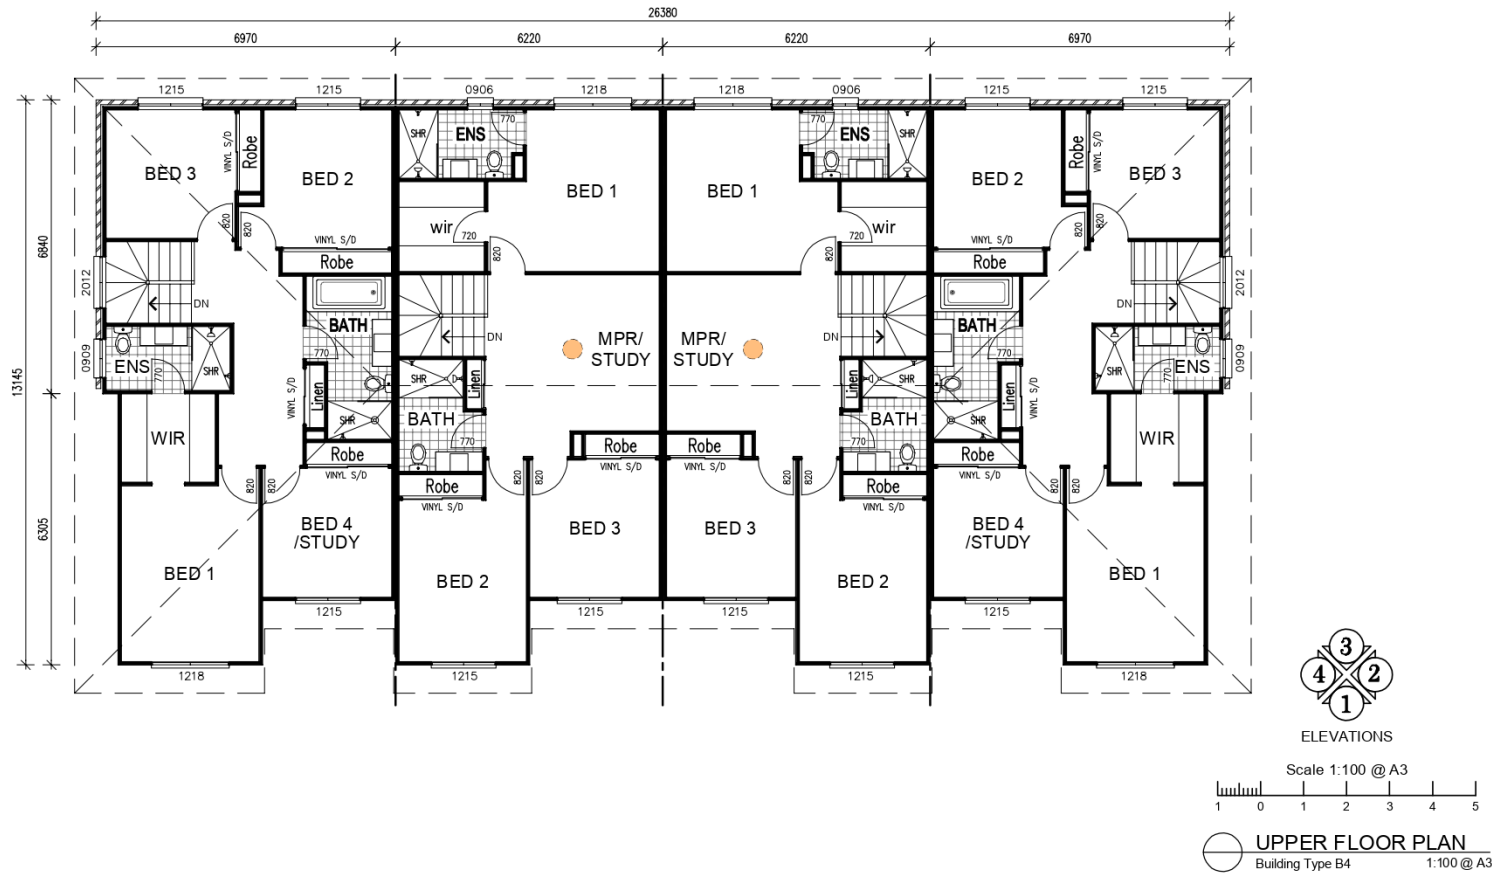 26380
6970
6220
6220
6970
1215
1215
0906
1218
1218
0906
1215
1215
13145
6840
6305
BED 3
VINYL S/D
Robe
BED 2
820
820
VINYL S/D
Robe
SHR
ENS
770
BED 1
wir
720
820
BED 1
770
ENS
SHR
wir
720
820
BED 2
Robe
VINYL S/D
BED 3
820
820
VINYL S/D
Robe
2012
DN
0909
ENS
770
SHR
BATH
770
VINYL S/D
Linen
SHR
DN
MPR/
STUDY
SHR
Linen
BATH
770
MPR/
STUDY
DN
Linen
SHR
BATH
770
BATH
770
Linen
VINYL S/D
SHR
DN
2012
SHR
770
ENS
0909
WIR
820
820
Robe
VINYL S/D
BED 4
/STUDY
BED 1
Robe
VINYL S/D
820
820
Robe
VINYL S/D
BED 3
BED 2
Robe
VINYL S/D
BED 3
820
820
Robe
VINYL S/D
BED 2
Robe
VINYL S/D
820
820
BED 4
/STUDY
WIR
BED 1
1218
1215
1215
1215
1215
1215
1215
1218
3
4
2
1
ELEVATIONS
Scale 1:100 @ A3
1 0 1 2 3 4 5
UPPER FLOOR PLAN
Building Type B4 1:100 @ A3